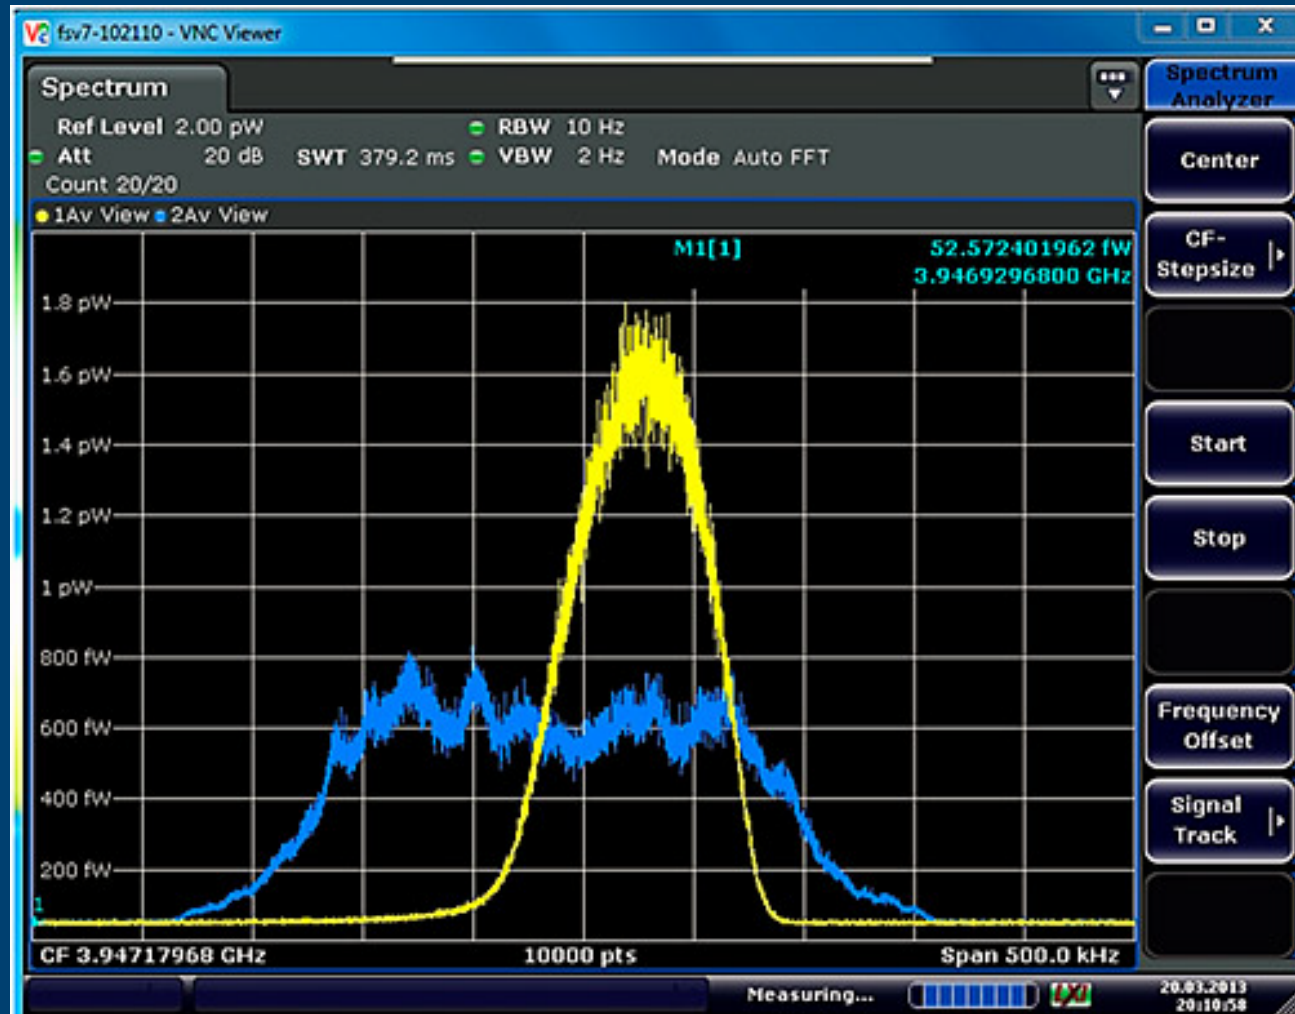 fsv7-102110 - VNC Viewer
Spectrum
Spectrum Analyzer
Ref Level 2.00 pW RBW 10 Hz
Att 20 dB SWT 379.2 ms VBW 2 Hz Mode Auto FFT
Count 20/20
1Av View 2Av View
M1[1] 52.572401962 fW
3.9469296800 GHz
1.8 pW
1.6 pW
1.4 pW
1.2 pW
1 pW
800 fW
600 fW
400 fW
200 fW
1
CF 3.94717968 GHz 10000 pts Span 500.0 kHz
Center
CF-
Stepsize
Start
Stop
Frequency
Offset
Signal
Track
Measuring... LXI 20.03.2013
20:10:58